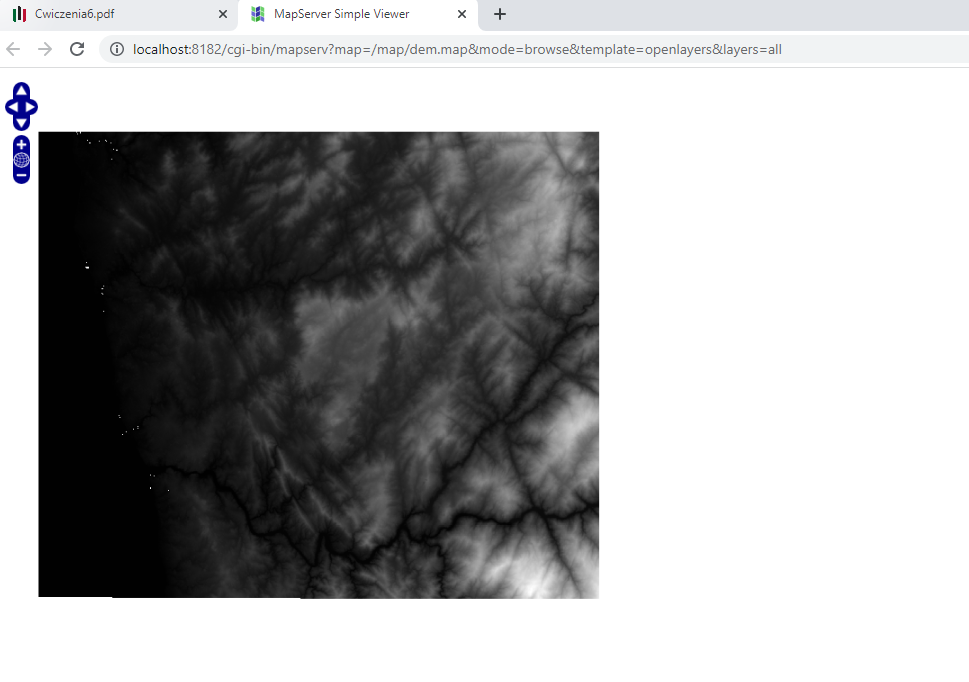 Cwiczenia6.pdf
MapServer Simple Viewer
localhost:8182/cgi-bin/mapserv?map=/map/dem.map&mode=browse&template=openlayers&layers=all